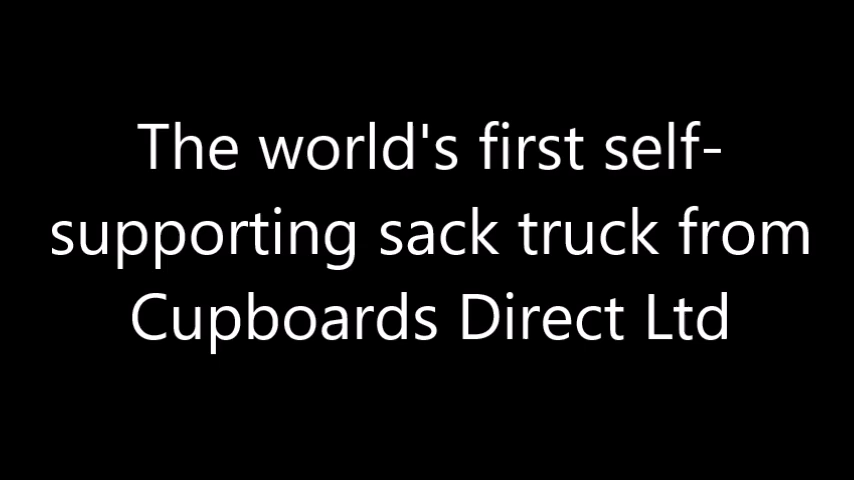 The world's first self-
supporting sack truck from
Cupboards Direct Ltd